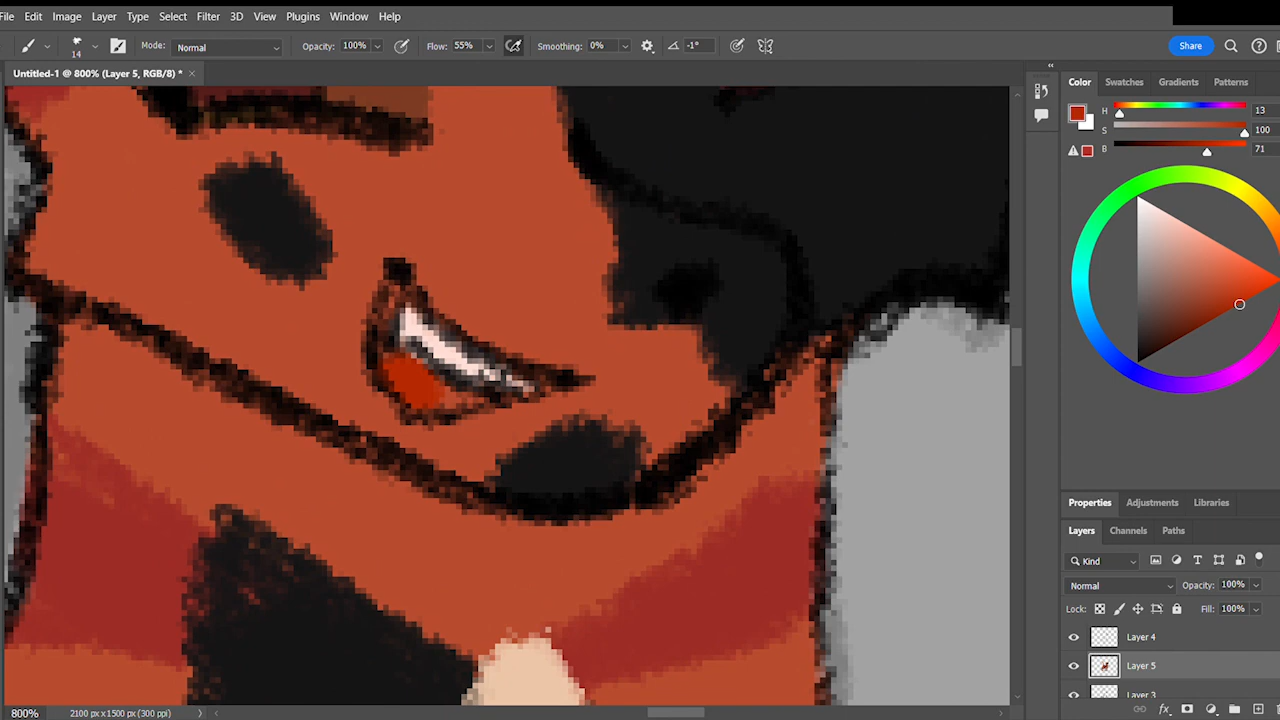 File Edit Image Layer Type Select Filter 3D View Plugins Window Help
14 Mode: Normal Opacity: 100% Flow: 55% Smoothing: 0% -1° Share
Untitled-1 @ 800% (Layer 5, RGB/8) *
Color Swatches Gradients Patterns
H 13
S 100
B 71
Properties Adjustments Libraries
Layers Channels Paths
Kind
Normal Opacity: 100%
Lock: Fill: 100%
Layer 4
Layer 5
Layer 3
fx
800% 2100 px x 1500 px (300 ppi)